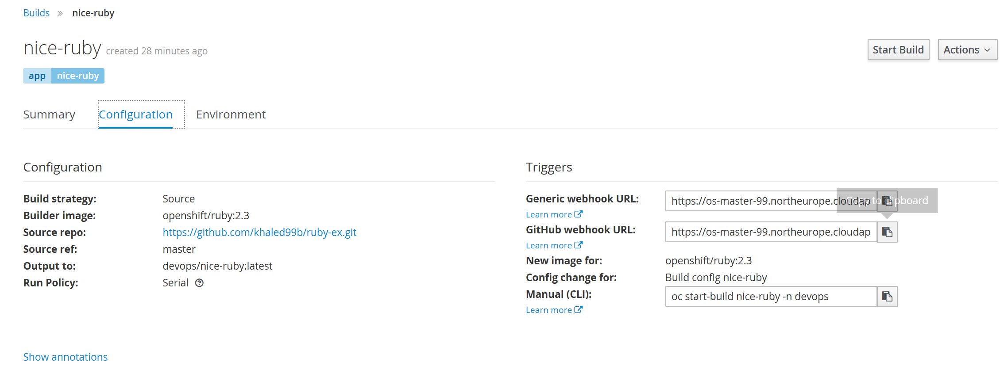 Builds » nice-ruby
nice-ruby created 28 minutes ago
Start Build
Actions
app nice-ruby
Summary
Configuration
Environment
Configuration
Build strategy: Source
Builder image: openshift/ruby:2.3
Source repo: https://github.com/khaled99b/ruby-ex.git
Source ref: master
Output to: devops/nice-ruby:latest
Run Policy: Serial
Triggers
Generic webhook URL: https://os-master-99.northeurope.cloudap
Copy to clipboard
Learn more
GitHub webhook URL: https://os-master-99.northeurope.cloudap
Learn more
New image for: openshift/ruby:2.3
Config change for: Build config nice-ruby
Manual (CLI): oc start-build nice-ruby -n devops
Learn more
Show annotations